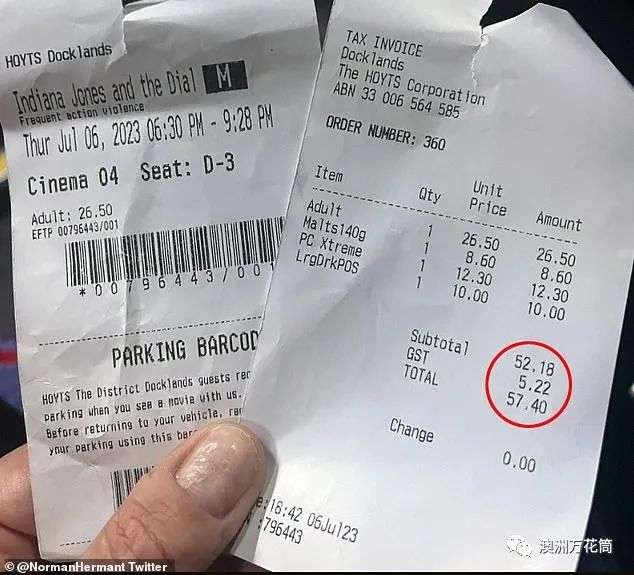 HOYTS Docklands
Indiana Jones and the Dial M
Frequent action violence
Thur Jul 06, 2023 06:30 PM - 9:28 PM
Cinema 04 Seat: D-3
Adult: 26.50
EFTP 00796443/001
*00796443/001
PARKING BARCOD
HOYTS The District Docklands guests rec
parking when you see a movie with us.
Before returning to your vehicle, re
your parking using this bar
TAX INVOICE
Docklands
The HOYTS Corporation
ABN 33 006 564 585
ORDER NUMBER: 360
Item Qty Unit Price Amount
Adult 1 26.50 26.50
Malts140g 1 8.60 8.60
PC Xtreme 1 12.30 12.30
LrgDrkPOS 1 10.00 10.00
Subtotal 52.18
GST 5.22
TOTAL 57.40
Change 0.00
:18:42 06Jul23
:796443
澳洲万花筒
©@NormanHermant Twitter